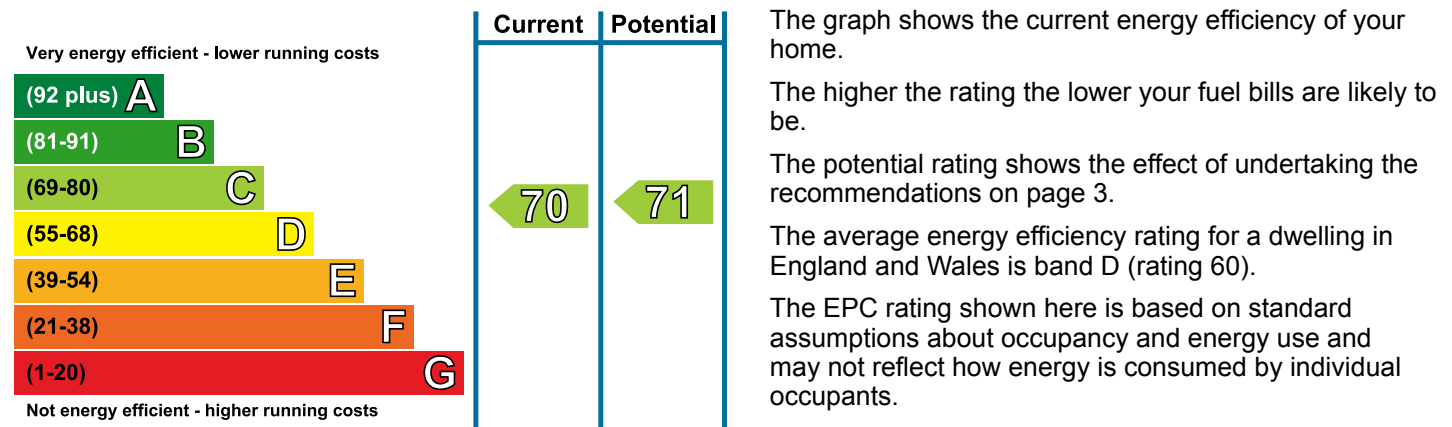 Current Potential
Very energy efficient - lower running costs
(92 plus) A
(81-91) B
(69-80) C
(55-68) D
(39-54) E
(21-38) F
(1-20) G
Not energy efficient - higher running costs
70 71
The graph shows the current energy efficiency of your
home.
The higher the rating the lower your fuel bills are likely to
be.
The potential rating shows the effect of undertaking the
recommendations on page 3.
The average energy efficiency rating for a dwelling in
England and Wales is band D (rating 60).
The EPC rating shown here is based on standard
assumptions about occupancy and energy use and
may not reflect how energy is consumed by individual
occupants.